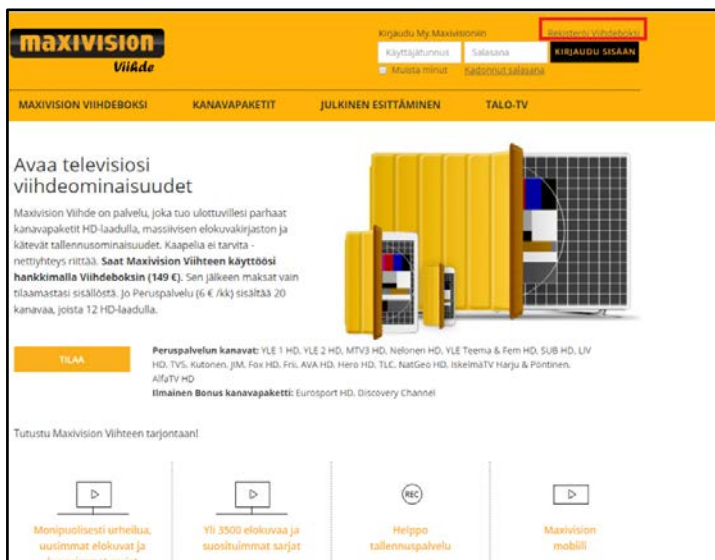 maxivision
Viihde
Kirjaudu My Maxivisioniin
Rekisteröi Viihdeboksi
Käyttäjätunnus
Salasana
KIRJAUDU SISÄÄN
Muista minut
Kadonnut salasana
MAXIVISION VIIHDEBOKSI
KANAVAPAKETIT
JULKINEN ESITTÄMINEN
TALO-TV
Avaa televisiosi
viihdeominaisuudet
Maxivision Viihde on palvelu, joka tuo ulottuvillesi parhaat
kanavapaketit HD-laadulla, massiivisen elokuvakirjaston ja
kätevät tallennusominaisuudet. Kaapelia ei tarvita -
nettiyhteys riittää. Saat Maxivision Viihteen käyttöösi
hankkimalla Viihdeboksin (149 €). Sen jälkeen maksat vain
tilaamastasi sisällöstä. Jo Peruspalvelu (6 € /kk) sisältää 20
kanavaa, joista 12 HD-laadulla.
TILAA
Peruspalvelun kanavat: YLE 1 HD, YLE 2 HD, MTV3 HD, Nelonen HD, YLE Teema & Fem HD, SUB HD, LIV
HD, TV5, Kutonen, JIM, Fox HD, Frii, AVA HD, Hero HD, TLC, NatGeo HD, IskelmäTV Harju & Pöntinen,
AlfaTV HD
Ilmainen Bonus kanavapaketti: Eurosport HD, Discovery Channel
Tutustu Maxivision Viihteen tarjontaan!
REC
Monipuolisesti urheilua,
uusimmat elokuvat ja
Yli 3500 elokuvaa ja
suosituimmat sarjat
Helppo
tallennuspalvelu
Maxivision
mobiili